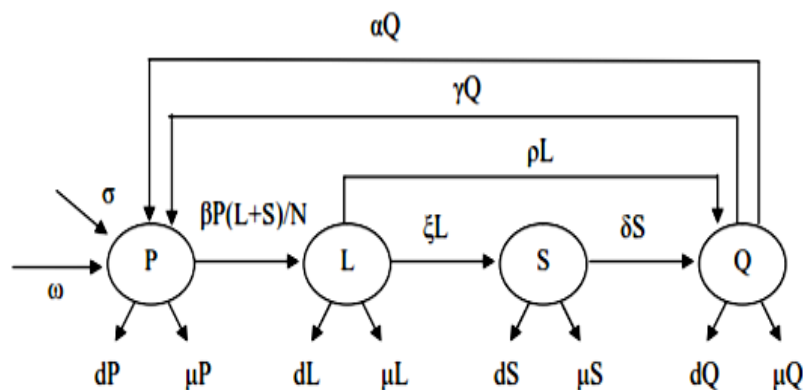 αQ
γQ
ρL
σ βP(L+S)/N ξL δS
P L S Q
ω
dP μP dL μL dS μS dQ μQ